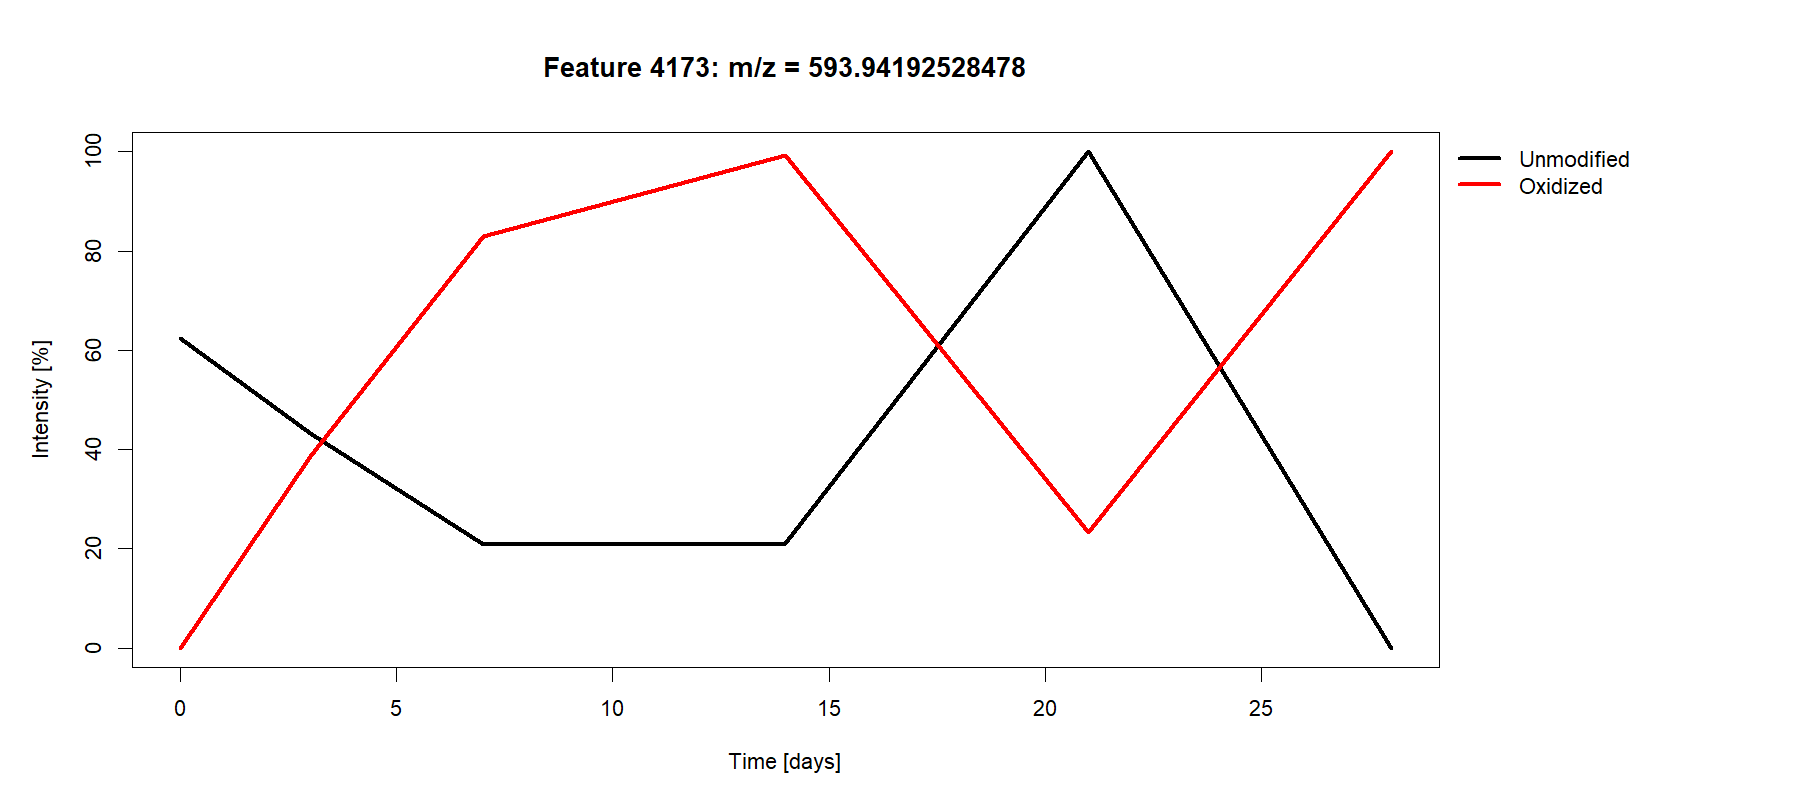 Feature 4173: m/z = 593.94192528478
Unmodified
Oxidized
Intensity [%]
100
80
60
40
20
0
0 5 10 15 20 25
Time [days]